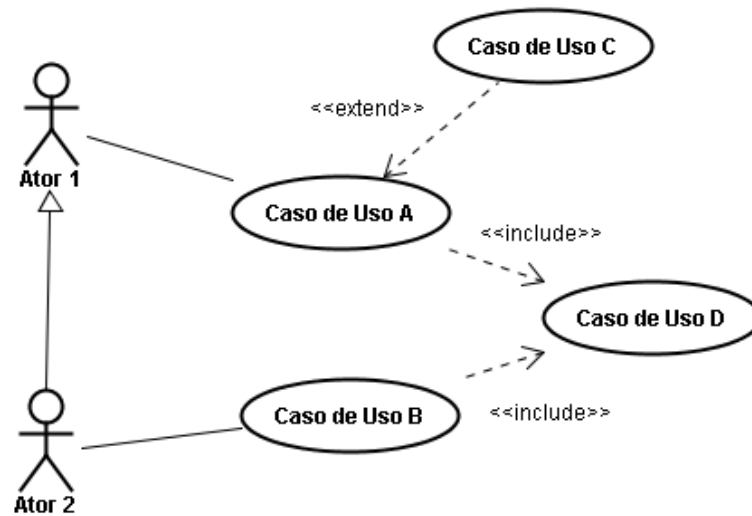 Caso de Uso C
<<extend>>
Ator 1
Caso de Uso A
<<include>>
Caso de Uso D
Caso de Uso B
<<include>>
Ator 2